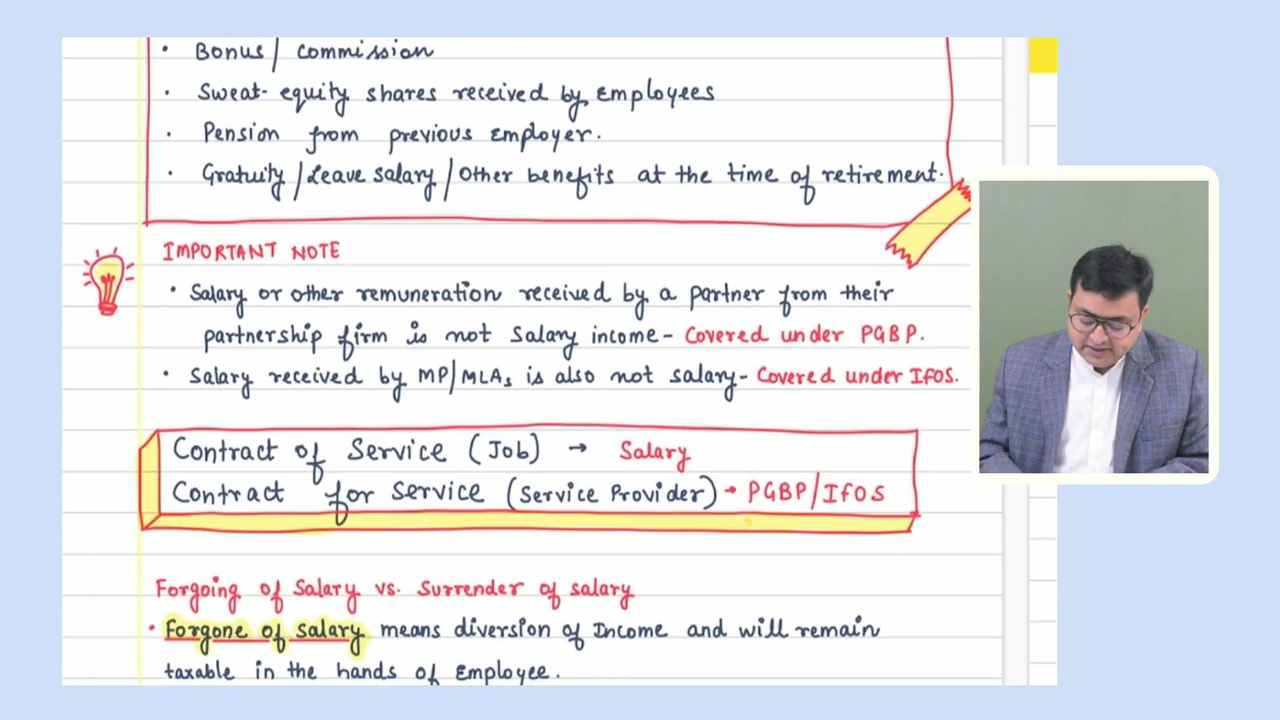 • Bonus/ commission
• Sweat-equity shares received by employees
• Pension from previous employer.
• Gratuity/Leave salary/Other benefits at the time of retirement.
IMPORTANT NOTE
• Salary or other remuneration received by a partner from their
partnership firm is not salary income- Covered under PGBP.
• Salary received by MP/MLAs is also not salary- Covered under IFOS.
Contract of Service (Job) → Salary
Contract for service (Service Provider) → PGBP/IFOS
Forgoing of Salary vs. Surrender of salary
• Forgone of salary means diversion of Income and will remain
taxable in the hands of Employee.